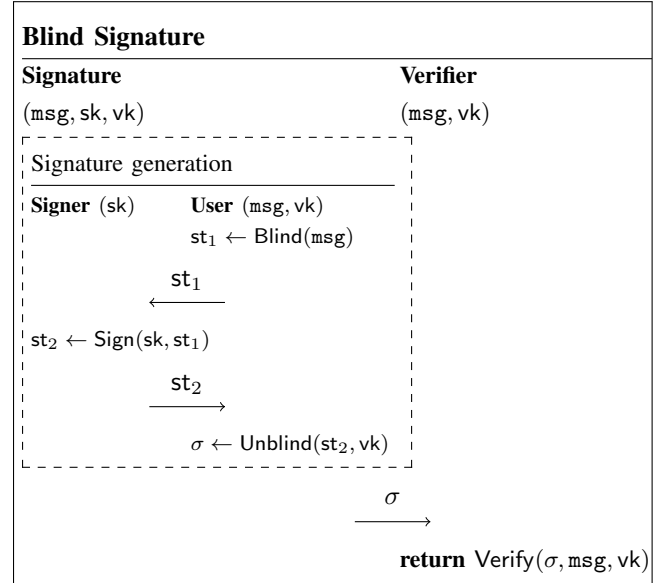 Blind Signature
Signature Verifier
(msg, sk, vk) (msg, vk)
Signature generation
Signer (sk) User (msg, vk)
st₁ ← Blind(msg)
st₁
st₂ ← Sign(sk, st₁)
st₂
σ ← Unblind(st₂, vk)
σ
return Verify(σ, msg, vk)